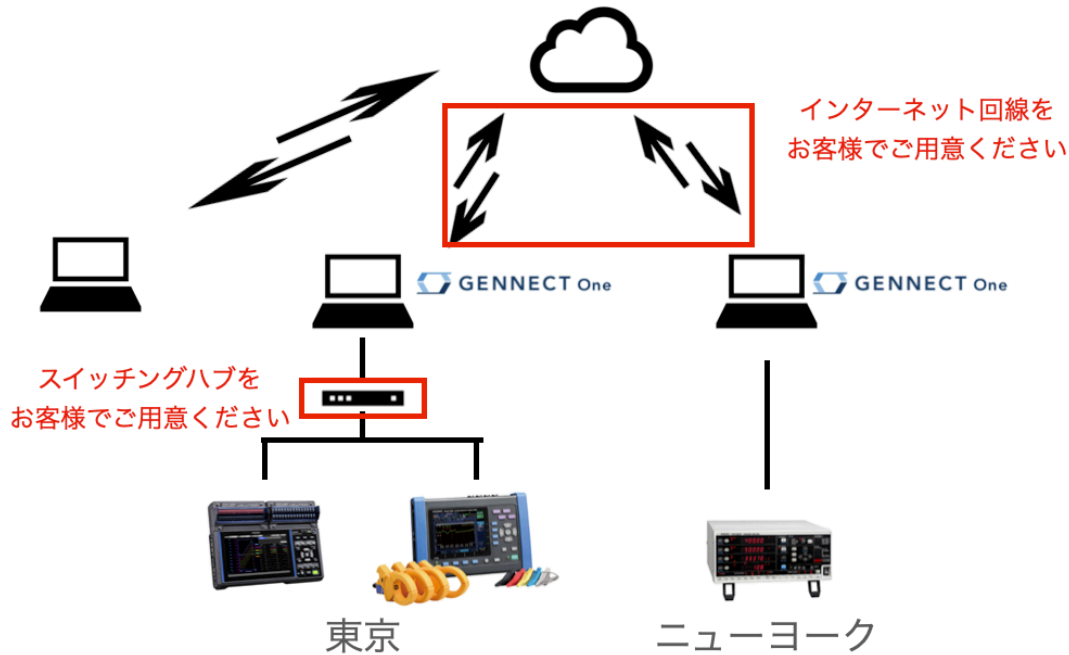 インターネット回線を
お客様でご用意ください
GENNECT One
GENNECT One
スイッチングハブを
お客様でご用意ください
東京
ニューヨーク